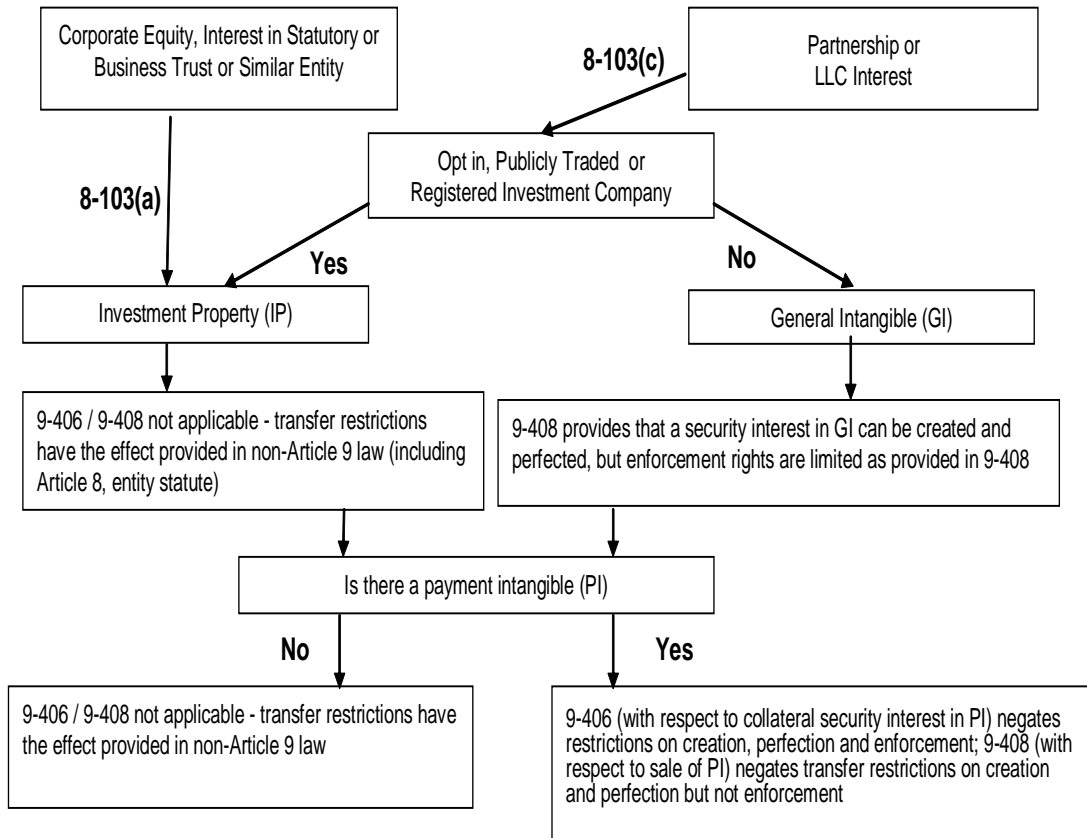 Corporate Equity, Interest in Statutory or
Business Trust or Similar Entity
8-103(c)
Partnership or
LLC Interest
Opt in, Publicly Traded or
Registered Investment Company
8-103(a)
Yes
No
Investment Property (IP)
General Intangible (GI)
9-406 / 9-408 not applicable - transfer restrictions
have the effect provided in non-Article 9 law (including
Article 8, entity statute)
9-408 provides that a security interest in GI can be created and
perfected, but enforcement rights are limited as provided in 9-408
Is there a payment intangible (PI)
No
Yes
9-406 / 9-408 not applicable - transfer restrictions have
the effect provided in non-Article 9 law
9-406 (with respect to collateral security interest in PI) negates
restrictions on creation, perfection and enforcement; 9-408 (with
respect to sale of PI) negates transfer restrictions on creation
and perfection but not enforcement